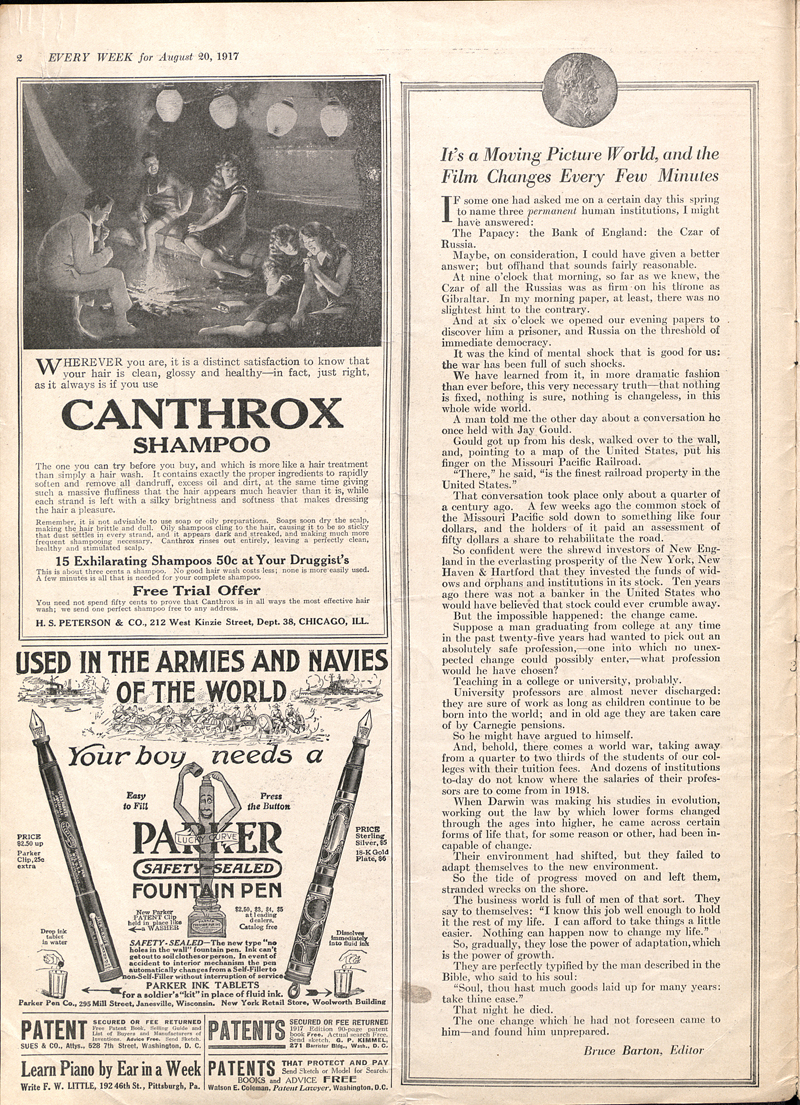 2 EVERY WEEK for August 20, 1917
WHEREVER you are, it is a distinct satisfaction to know that
your hair is clean, glossy and healthy—in fact, just right,
as it always is if you use
CANTHROX
SHAMPOO
The one you can try before you buy, and which is more like a hair treatment
than simply a hair wash. It contains exactly the proper ingredients to rapidly
soften and remove all dandruff, excess oil and dirt, at the same time giving
such a massive fluffiness that the hair appears much heavier than it is, while
each strand is left with a silky brightness and softness that makes dressing
the hair a pleasure.
Remember, it is not advisable to use soap or oily preparations. Soaps dry the scalp,
making the hair brittle and dull. Oily shampoos cling to the hair, causing it to be so sticky
that dust settles in every strand, and it appears dark and streaked, and making much more
frequent shampooing necessary. Canthrox rinses out entirely, leaving a perfectly clean,
healthy and stimulated scalp.
15 Exhilarating Shampoos 50c at Your Druggist's
This is about three cents a shampoo. No good hair wash costs less; none is more easily used.
A few minutes is all that is needed for your complete shampoo.
Free Trial Offer
You need not spend fifty cents to prove that Canthrox is in all ways the most effective hair
wash; we send one perfect shampoo free to any address.
H. S. PETERSON & CO., 212 West Kinzie Street, Dept. 38, CHICAGO, ILL.
USED IN THE ARMIES AND NAVIES
OF THE WORLD
Your boy needs a
Easy
to Fill
Press
the Button
PRICE
$2.50 up
Parker
Clip, 25c
extra
PARKER
LUCKY CURVE
SAFETY-SEALED
FOUNTAIN PEN
PRICE
Sterling
Silver, $5
18-K Gold
Plate, $6
New Parker
PATENT Clip
held in place like
a WASHER
$2.50, $3, $4, $5
at leading
dealers.
Catalog free
Drop ink
tablet
in water
Dissolves
immediately
into fluid ink
SAFETY-SEALED—The new type "no
holes in the wall" fountain pen. Ink can't
get out to soil clothes or person. In event of
accident to interior mechanism the pen
automatically changes from a Self-Filler to
non-Self-Filler without interruption of service
PARKER INK TABLETS
for a soldier's "kit" in place of fluid ink.
Parker Pen Co., 295 Mill Street, Janesville, Wisconsin. New York Retail Store, Woolworth Building
PATENT SECURED OR FEE RETURNED
Free Patent Book, Selling Guide and
List of Buyers and Manufacturers of
Inventions. Advice Free. Send Sketch.
SUES & CO., Attys., 528 7th Street, Washington, D. C.
PATENTS SECURED OR FEE RETURNED
1917 Edition 90-page patent
book Free. Actual search Free.
Send sketch. G. P. KIMMEL,
271 Barrister Bldg., Wash., D. C.
Learn Piano by Ear in a Week
Write F. W. LITTLE, 192 46th St., Pittsburgh, Pa.
PATENTS THAT PROTECT AND PAY
Send Sketch or Model for Search.
BOOKS and ADVICE FREE
Watson E. Coleman, Patent Lawyer, Washington, D.C.
It's a Moving Picture World, and the
Film Changes Every Few Minutes
IF some one had asked me on a certain day this spring
to name three permanent human institutions, I might
have answered:
The Papacy: the Bank of England: the Czar of
Russia.
Maybe, on consideration, I could have given a better
answer; but offhand that sounds fairly reasonable.
At nine o'clock that morning, so far as we knew, the
Czar of all the Russias was as firm on his throne as
Gibraltar. In my morning paper, at least, there was no
slightest hint to the contrary.
And at six o'clock we opened our evening papers to
discover him a prisoner, and Russia on the threshold of
immediate democracy.
It was the kind of mental shock that is good for us:
the war has been full of such shocks.
We have learned from it, in more dramatic fashion
than ever before, this very necessary truth—that nothing
is fixed, nothing is sure, nothing is changeless, in this
whole wide world.
A man told me the other day about a conversation he
once held with Jay Gould.
Gould got up from his desk, walked over to the wall,
and, pointing to a map of the United States, put his
finger on the Missouri Pacific Railroad.
"There," he said, "is the finest railroad property in the
United States."
That conversation took place only about a quarter of
a century ago. A few weeks ago the common stock of
the Missouri Pacific sold down to something like four
dollars, and the holders of it paid an assessment of
fifty dollars a share to rehabilitate the road.
So confident were the shrewd investors of New Eng-
land in the everlasting prosperity of the New York, New
Haven & Hartford that they invested the funds of wid-
ows and orphans and institutions in its stock. Ten years
ago there was not a banker in the United States who
would have believed that stock could ever crumble away.
But the impossible happened: the change came.
Suppose a man graduating from college at any time
in the past twenty-five years had wanted to pick out an
absolutely safe profession,—one into which no unex-
pected change could possibly enter,—what profession
would he have chosen?
Teaching in a college or university, probably.
University professors are almost never discharged:
they are sure of work as long as children continue to be
born into the world; and in old age they are taken care
of by Carnegie pensions.
So he might have argued to himself.
And, behold, there comes a world war, taking away
from a quarter to two thirds of the students of our col-
leges with their tuition fees. And dozens of institutions
to-day do not know where the salaries of their profes-
sors are to come from in 1918.
When Darwin was making his studies in evolution,
working out the law by which lower forms changed
through the ages into higher, he came across certain
forms of life that, for some reason or other, had been in-
capable of change.
Their environment had shifted, but they failed to
adapt themselves to the new environment.
So the tide of progress moved on and left them,
stranded wrecks on the shore.
The business world is full of men of that sort. They
say to themselves: "I know this job well enough to hold
it the rest of my life. I can afford to take things a little
easier. Nothing can happen now to change my life."
So, gradually, they lose the power of adaptation, which
is the power of growth.
They are perfectly typified by the man described in the
Bible, who said to his soul:
"Soul, thou hast much goods laid up for many years:
take thine ease."
That night he died.
The one change which he had not foreseen came to
him—and found him unprepared.
Bruce Barton, Editor